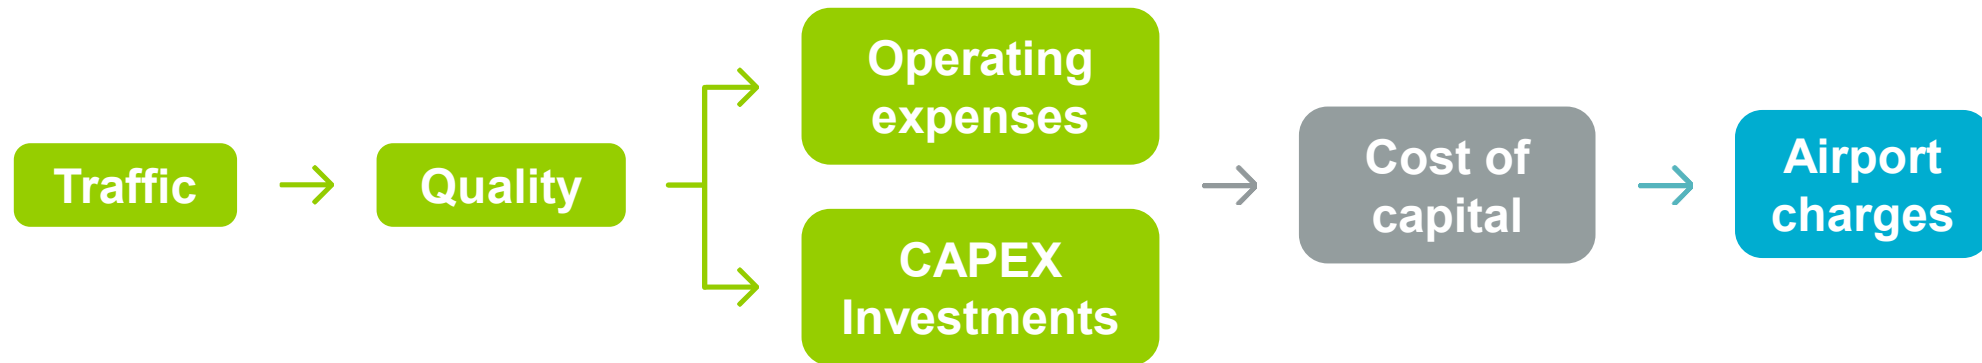 Traffic
Quality
Operating
expenses
CAPEX
Investments
Cost of
capital
Airport
charges